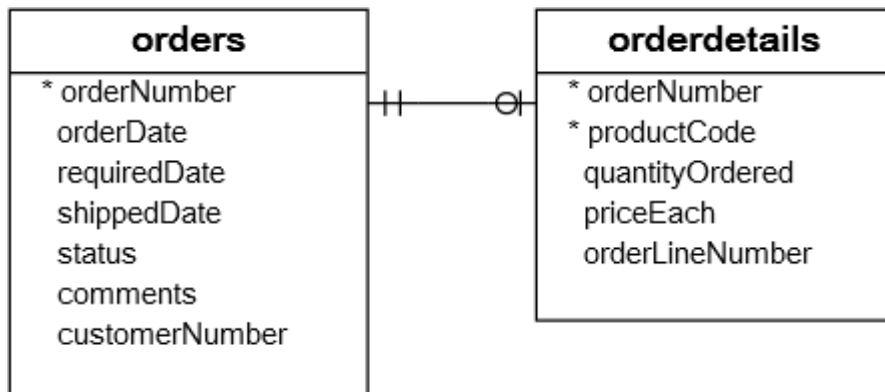 orders
* orderNumber
orderDate
requiredDate
shippedDate
status
comments
customerNumber
orderdetails
* orderNumber
* productCode
quantityOrdered
priceEach
orderLineNumber